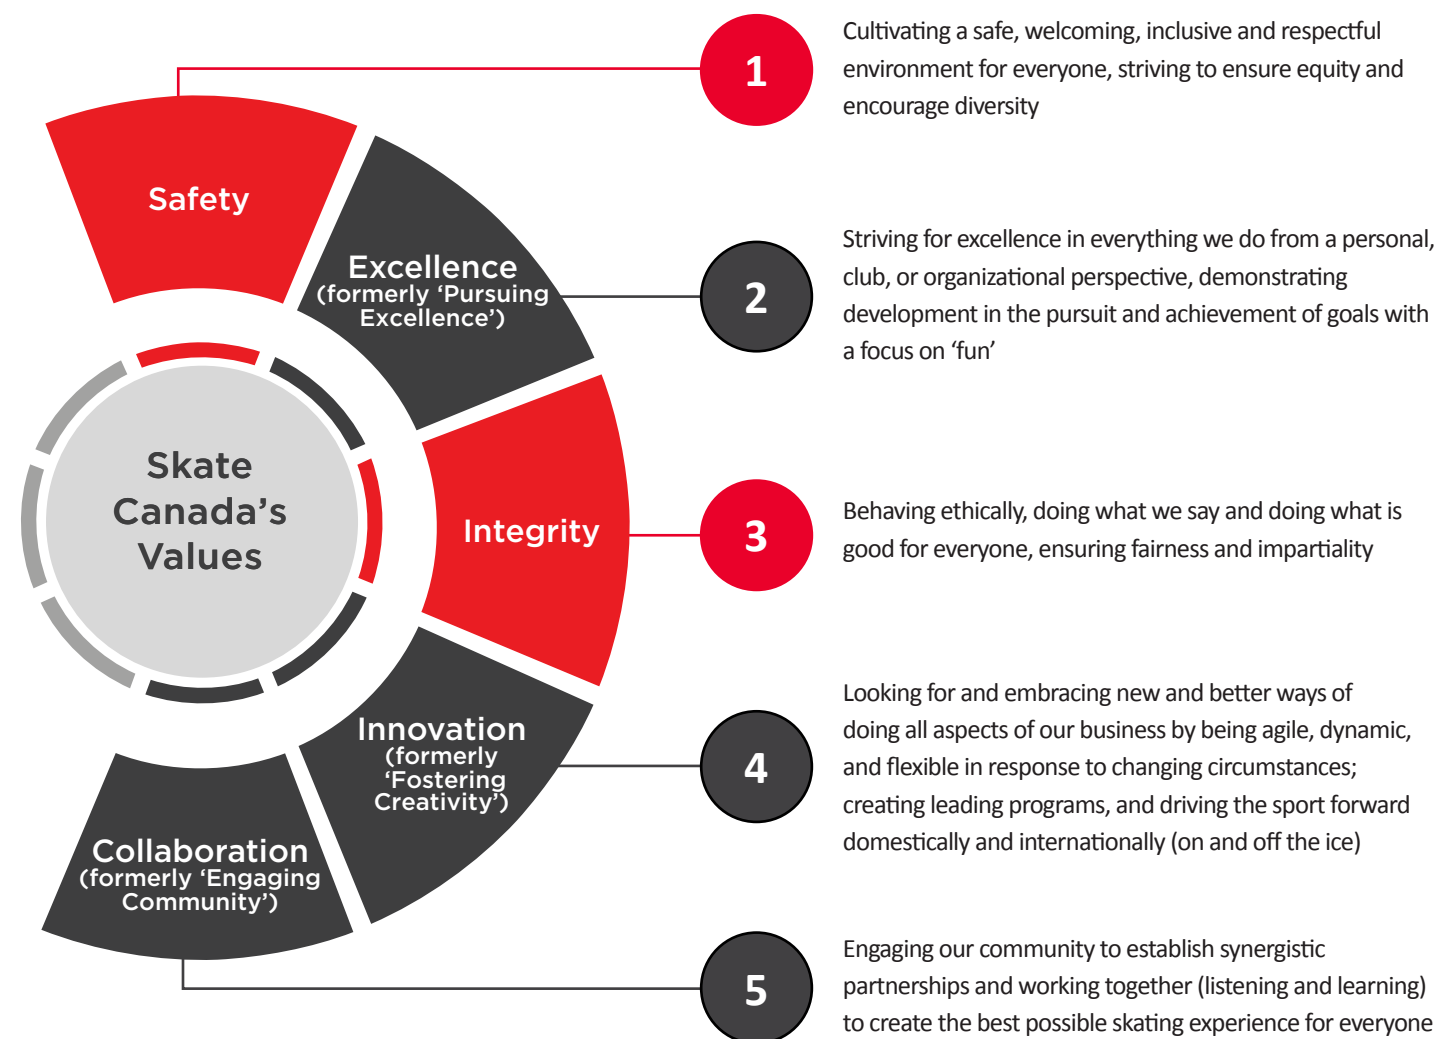 Skate
Canada's
Values
Safety
1
Cultivating a safe, welcoming, inclusive and respectful
environment for everyone, striving to ensure equity and
encourage diversity
Excellence
(formerly ‘Pursuing
Excellence’)
2
Striving for excellence in everything we do from a personal,
club, or organizational perspective, demonstrating
development in the pursuit and achievement of goals with
a focus on ‘fun’
Integrity
3
Behaving ethically, doing what we say and doing what is
good for everyone, ensuring fairness and impartiality
Innovation
(formerly
‘Fostering
Creativity’)
4
Looking for and embracing new and better ways of
doing all aspects of our business by being agile, dynamic,
and flexible in response to changing circumstances;
creating leading programs, and driving the sport forward
domestically and internationally (on and off the ice)
Collaboration
(formerly ‘Engaging
Community’)
5
Engaging our community to establish synergistic
partnerships and working together (listening and learning)
to create the best possible skating experience for everyone